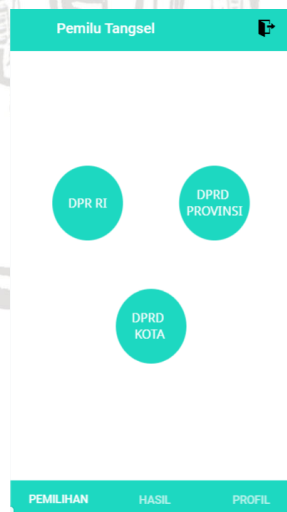 Pemilu Tangsel
DPR RI
DPRD
PROVINSI
DPRD
KOTA
PEMILIHAN
HASIL
PROFIL